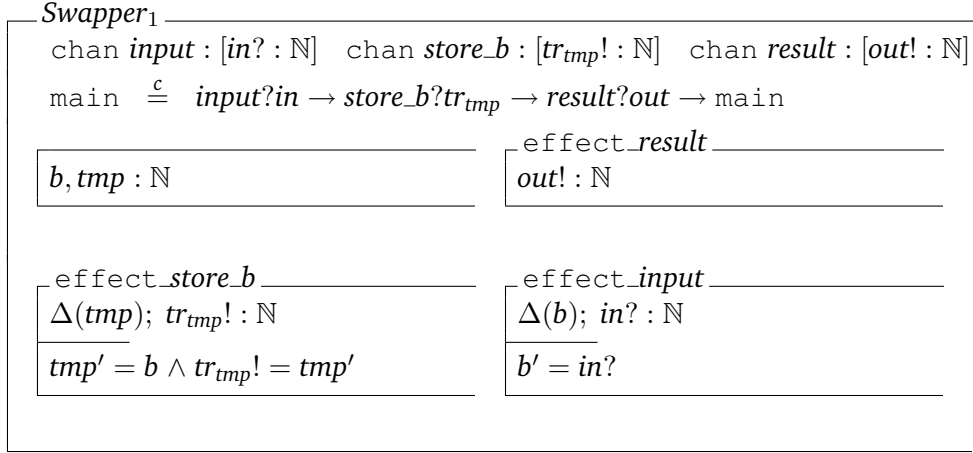 Swapper₁
chan input : [in? : ℕ] chan store_b : [tr_tmp! : ℕ] chan result : [out! : ℕ]
main c= input?in → store_b?tr_tmp → result?out → main
b, tmp : ℕ
effect_result
out! : ℕ
effect_store_b
Δ(tmp); tr_tmp! : ℕ
tmp′ = b ∧ tr_tmp! = tmp′
effect_input
Δ(b); in? : ℕ
b′ = in?